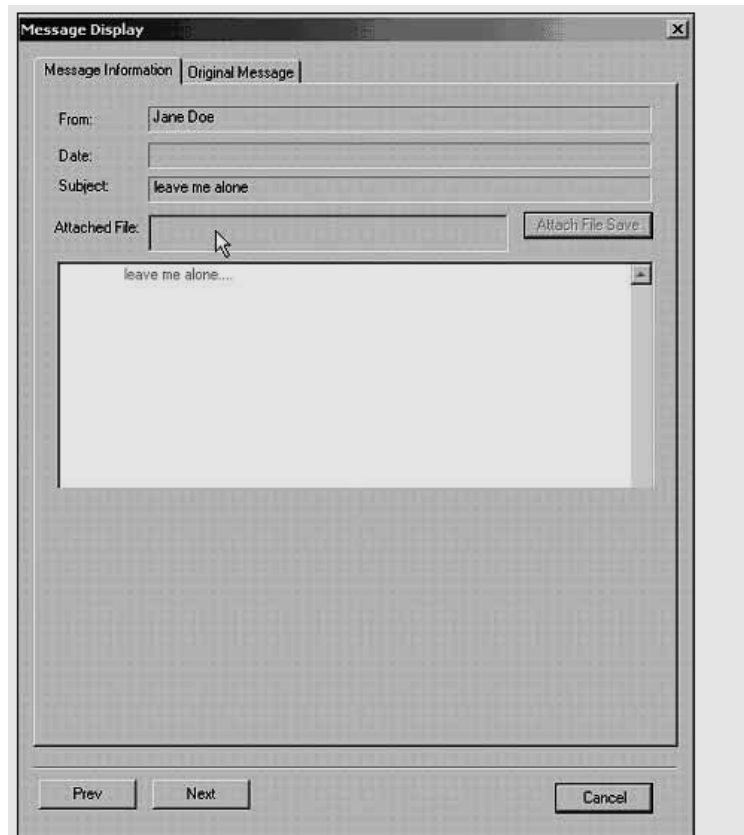 Message Display
Message Information Original Message
From: Jane Doe
Date:
Subject: leave me alone
Attached File: Attach File Save
leave me alone....
Prev Next Cancel